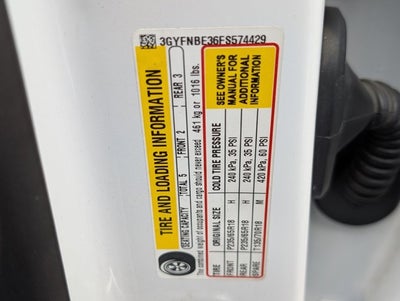 3GYFNBE36FS574429
TIRE AND LOADING INFORMATION
SEATING CAPACITY TOTAL 5 FRONT 2 REAR 3
The combined weight of occupants and cargo should never exceed 461 kg or 1016 lbs.
TIRE ORIGINAL SIZE COLD TIRE PRESSURE
FRONT P235/65R18 H 240 kPa, 35 PSI
REAR P235/65R18 H 240 kPa, 35 PSI
SPARE T135/70R18 M 420 kPa, 60 PSI
SEE OWNER'S
MANUAL FOR
ADDITIONAL
INFORMATION